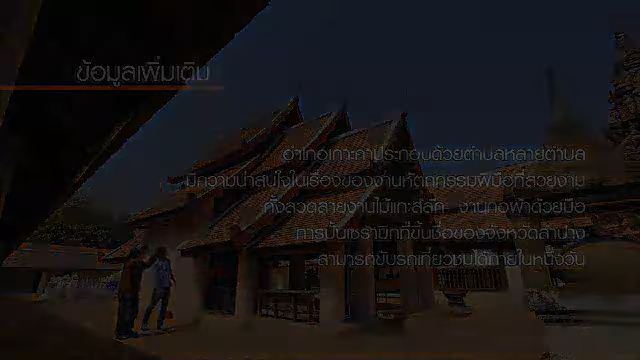 ข้อมูลเพิ่มเติม
อำเภอเกาะคาประกอบด้วยตำบลหลายตำบล
มีความน่าสนใจในเรื่องของงานหัตถกรรมฝีมือที่สวยงาม
ทั้งลวดลายงานไม้แกะสลัก งานทอผ้าด้วยมือ
การปั้นเซรามิกที่ขึ้นชื่อของจังหวัดลำปาง
สามารถขับรถเที่ยวชมได้ภายในหนึ่งวัน